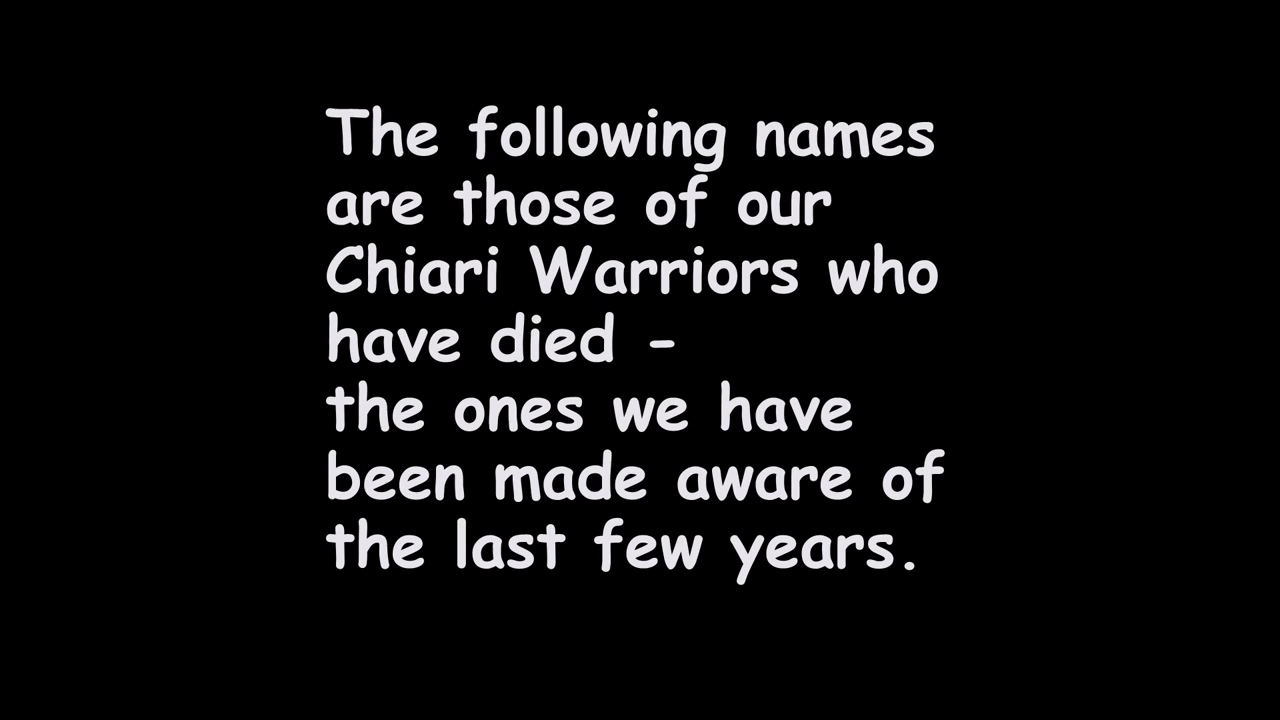 The following names
are those of our
Chiari Warriors who
have died -
the ones we have
been made aware of
the last few years.